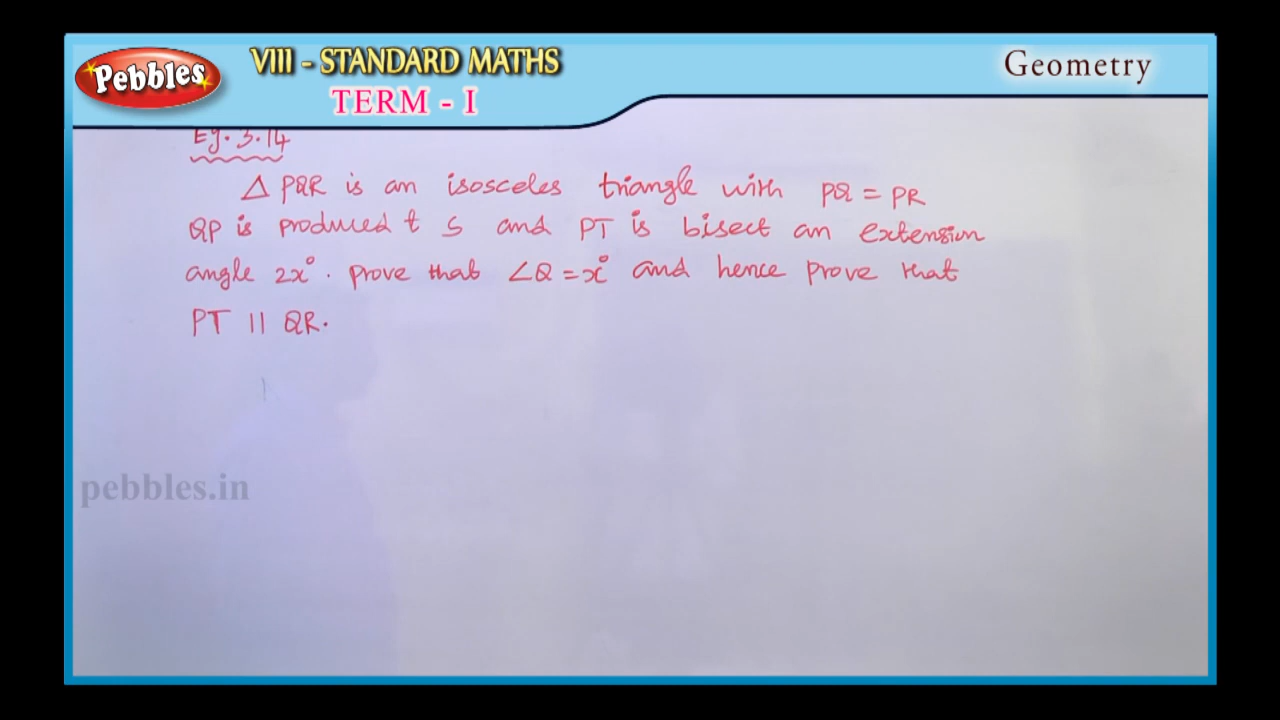 Pebbles
VIII - STANDARD MATHS
TERM - I
Geometry
Eg. 3.14
△ PQR is an isosceles triangle with PQ = PR
QP is produced t S and PT is bisect an extension
angle 2x°. prove that ∠Q = x° and hence prove that
PT || QR.
pebbles.in